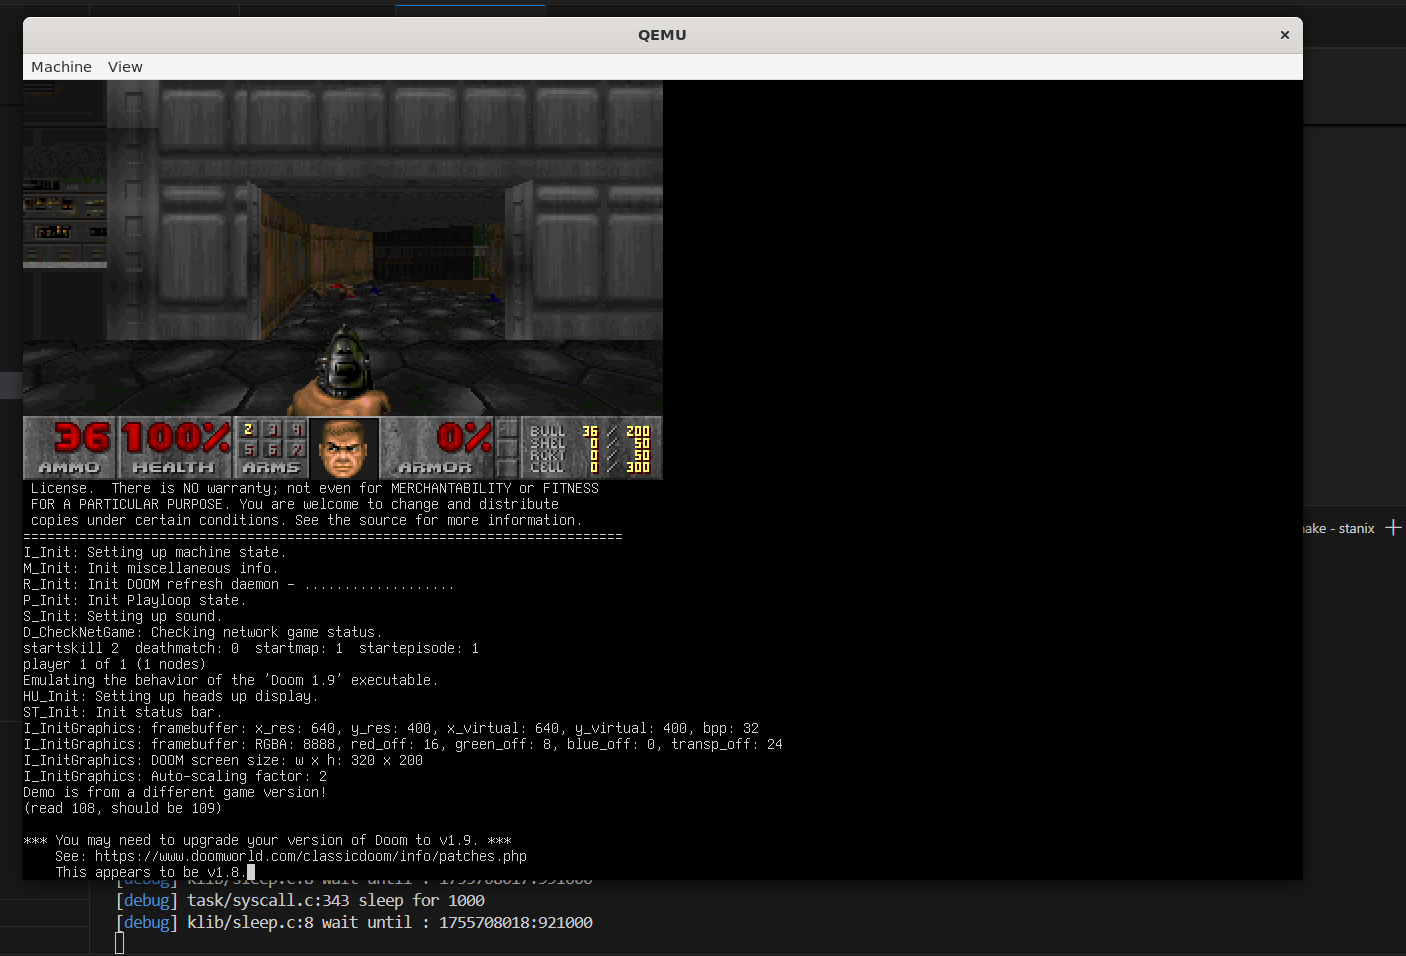 QEMU
×
Machine View
36 100% 2 3 4 0% BULL 36 / 200
SHEL 0 / 50
5 6 7 RCKT 0 / 50
AMMO HEALTH ARMS ARMOR CELL 0 / 300
License.  There is NO warranty; not even for MERCHANTABILITY or FITNESS
FOR A PARTICULAR PURPOSE. You are welcome to change and distribute
copies under certain conditions. See the source for more information.
===========================================================================
I_Init: Setting up machine state.
M_Init: Init miscellaneous info.
R_Init: Init DOOM refresh daemon - ...................
P_Init: Init Playloop state.
S_Init: Setting up sound.
D_CheckNetGame: Checking network game status.
startskill 2  deathmatch: 0  startmap: 1  startepisode: 1
player 1 of 1 (1 nodes)
Emulating the behavior of the 'Doom 1.9' executable.
HU_Init: Setting up heads up display.
ST_Init: Init status bar.
I_InitGraphics: framebuffer: x_res: 640, y_res: 400, x_virtual: 640, y_virtual: 400, bpp: 32
I_InitGraphics: framebuffer: RGBA: 8888, red_off: 16, green_off: 8, blue_off: 0, transp_off: 24
I_InitGraphics: DOOM screen size: w x h: 320 x 200
I_InitGraphics: Auto-scaling factor: 2
Demo is from a different game version!
(read 108, should be 109)
*** You may need to upgrade your version of Doom to v1.9. ***
See: https://www.doomworld.com/classicdoom/info/patches.php
This appears to be v1.8.
[debug] klib/sleep.c:8 wait until : 1755708017:991000
[debug] task/syscall.c:343 sleep for 1000
[debug] klib/sleep.c:8 wait until : 1755708018:921000
ake - stanix +